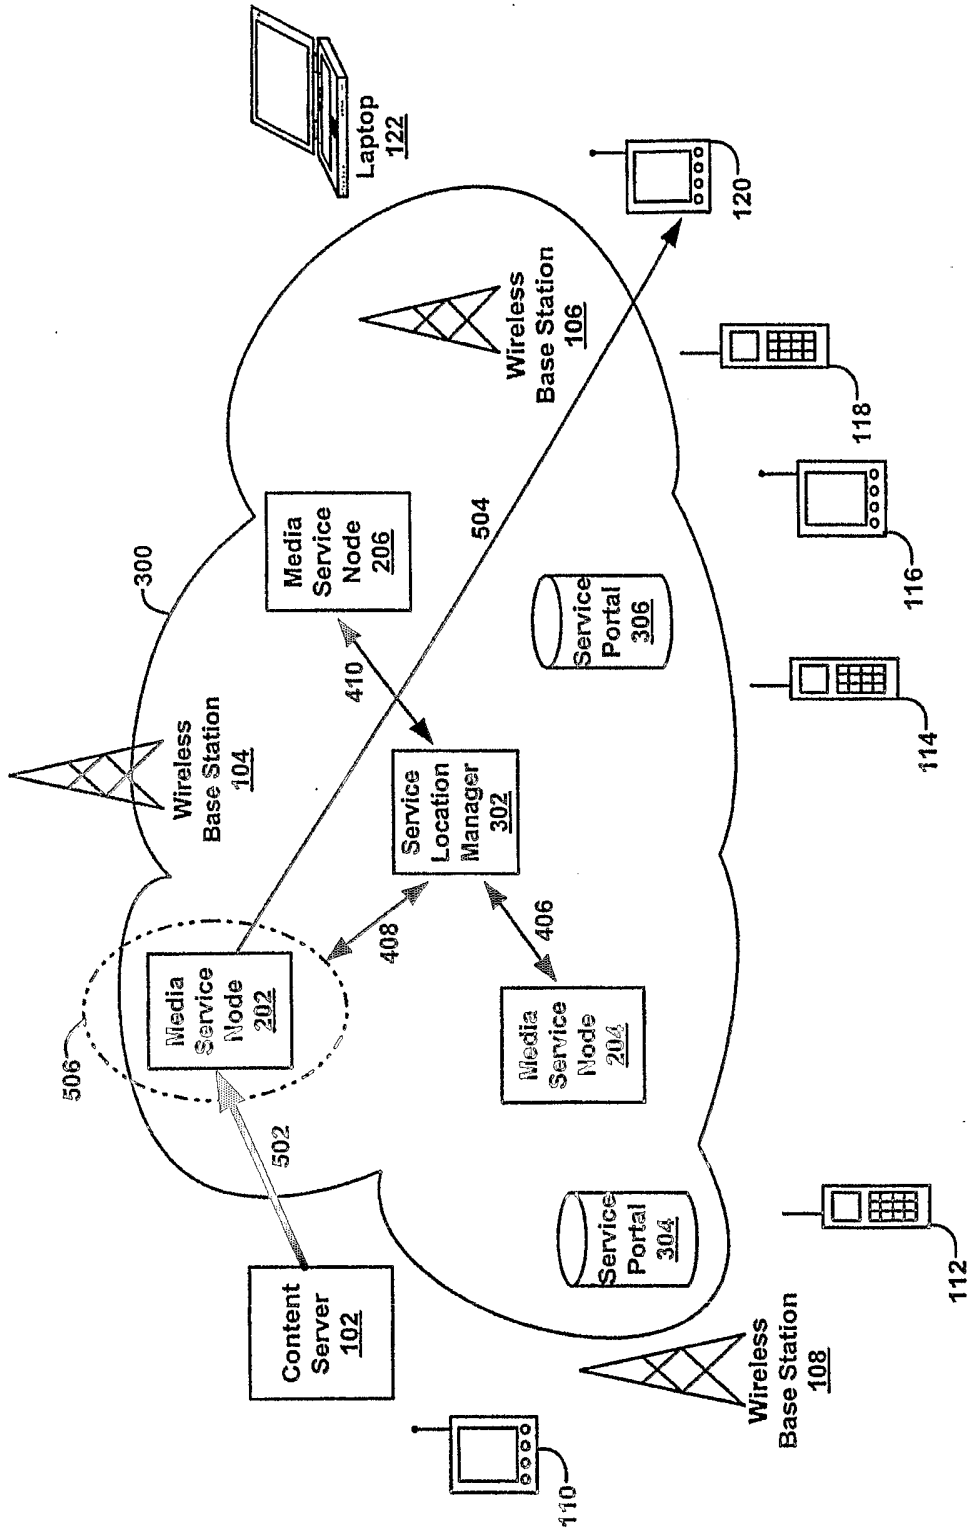 Laptop
122
Wireless
Base Station
106
120
118
116
114
112
110
300
Wireless
Base Station
104
Media
Service
Node
206
410
504
Service
Location
Manager
302
Service
Portal
306
506
Media
Service
Node
202
408
406
Media
Service
Node
204
502
Content
Server
102
Service
Portal
304
Wireless
Base Station
108